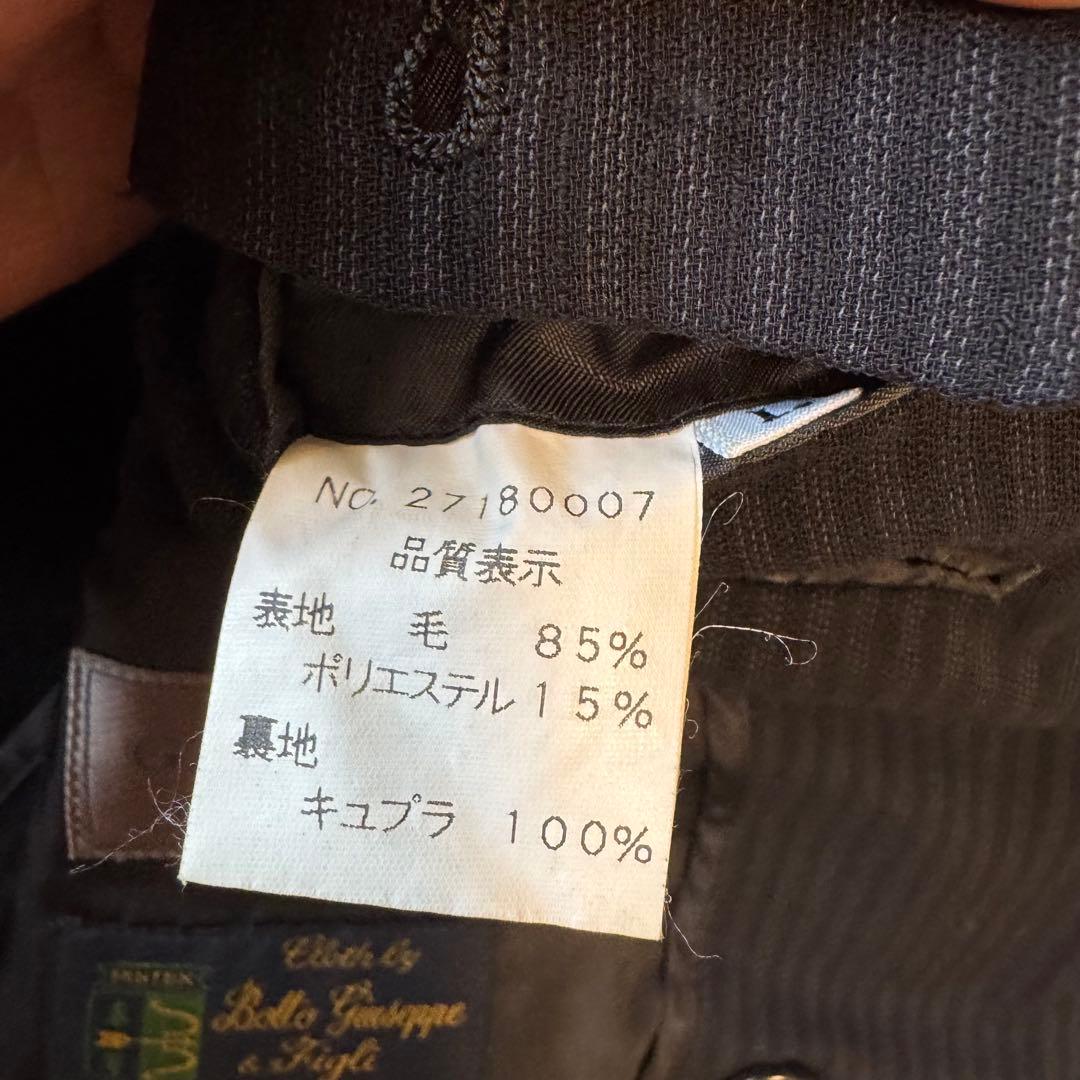 No. 27180007
品質表示
表地 毛 85%
ポリエステル 15%
裏地
キュプラ 100%
Cloth by
Botto Giuseppe
& Figli